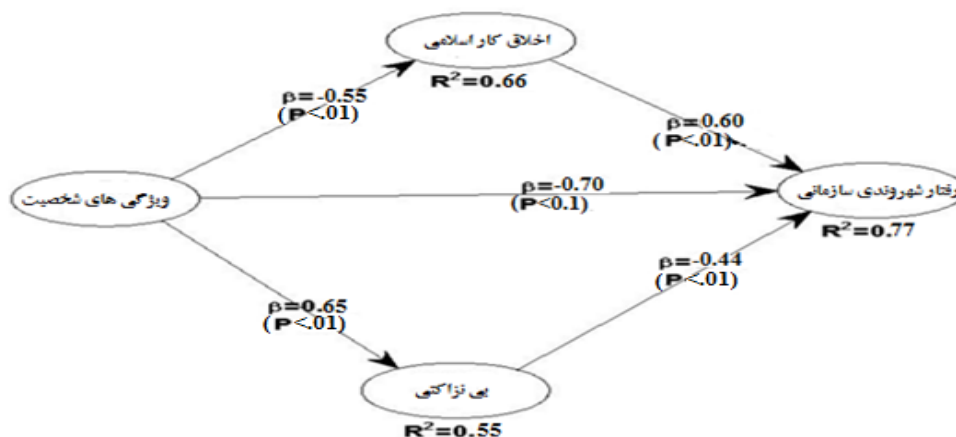 اخلاق کار اسلامی
R²=0.66
β=-0.55
(P<.01)
β=0.60
(P<.01)
ویژگی های شخصیت
β=-0.70
(P<0.1)
رفتار شهروندی سازمانی
R²=0.77
β=-0.44
(P<.01)
β=0.65
(P<.01)
بی نزاکتی
R²=0.55